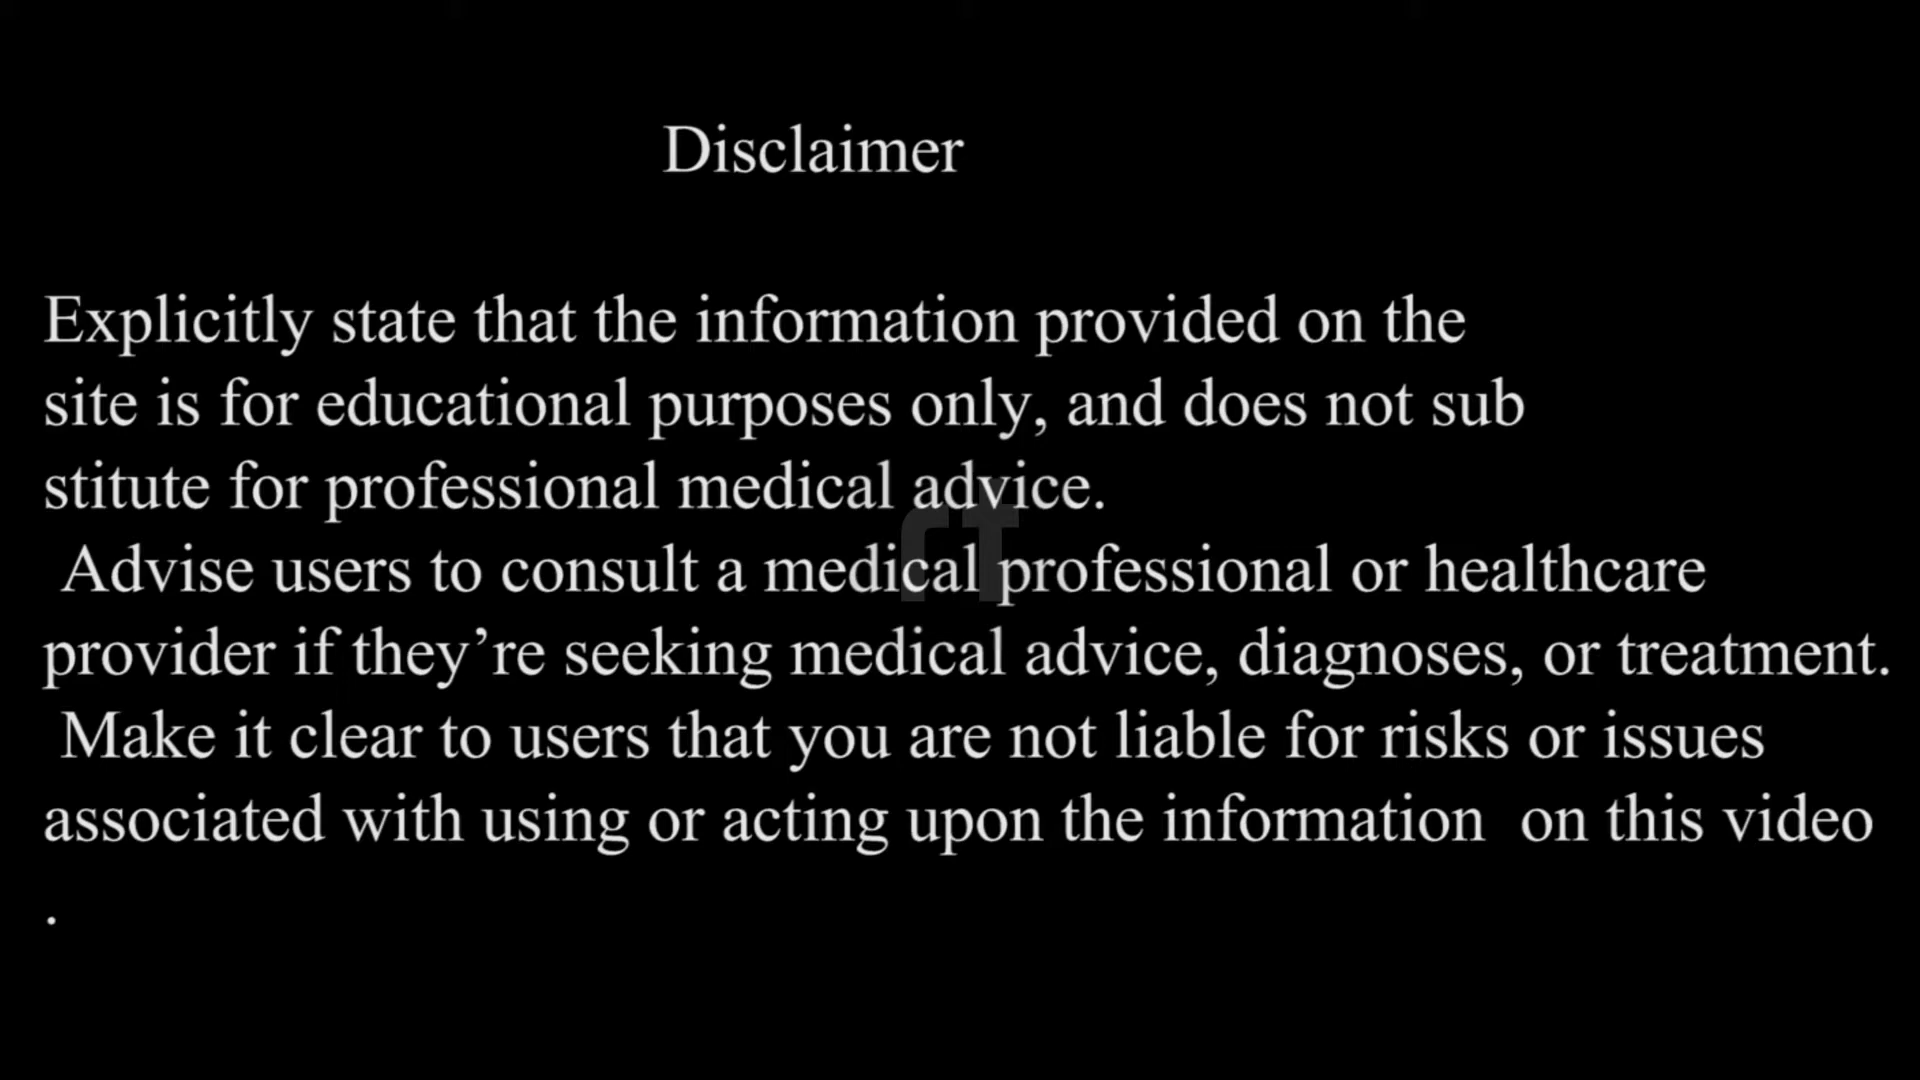 Disclaimer
Explicitly state that the information provided on the
site is for educational purposes only, and does not sub
stitute for professional medical advice.
rt
Advise users to consult a medical professional or healthcare
provider if they’re seeking medical advice, diagnoses, or treatment.
Make it clear to users that you are not liable for risks or issues
associated with using or acting upon the information  on this video
.